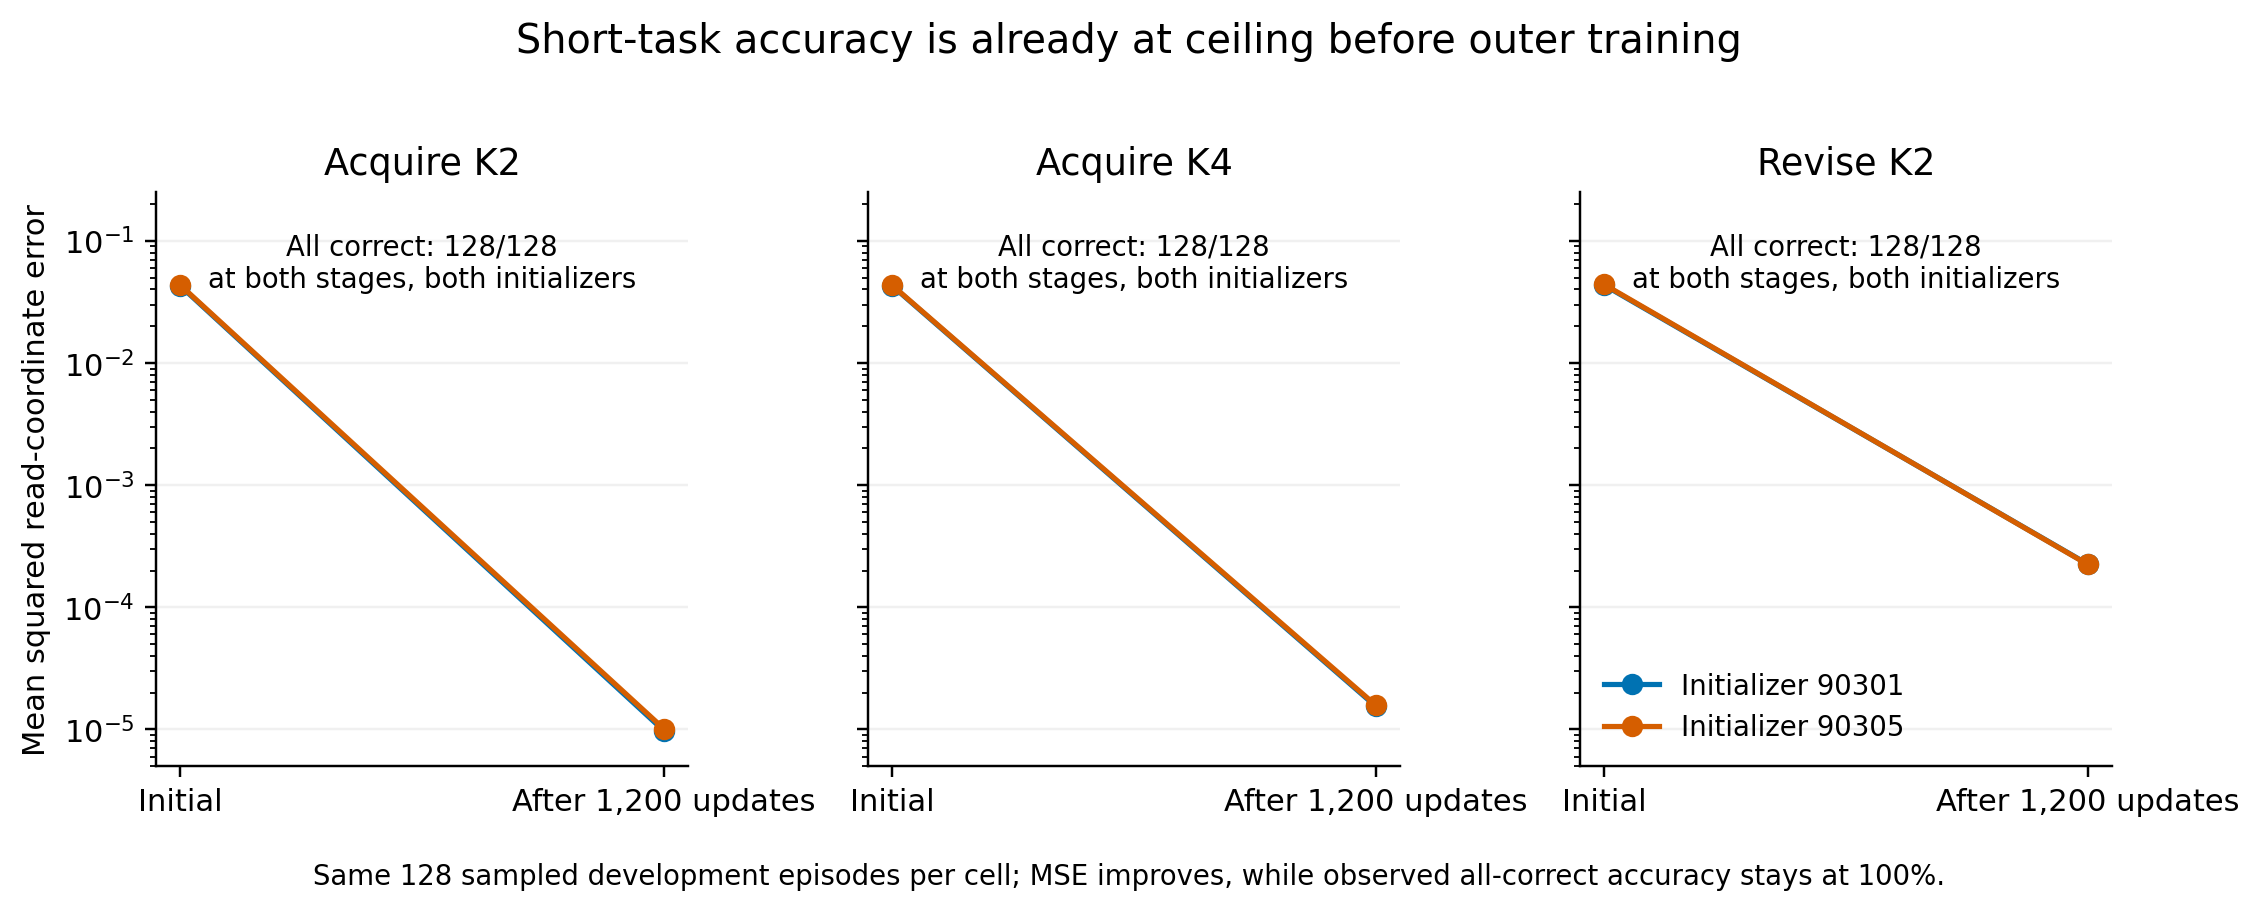 Short-task accuracy is already at ceiling before outer training
Acquire K2
Acquire K4
Revise K2
Mean squared read-coordinate error
10⁻¹
10⁻²
10⁻³
10⁻⁴
10⁻⁵
All correct: 128/128
at both stages, both initializers
All correct: 128/128
at both stages, both initializers
All correct: 128/128
at both stages, both initializers
Initializer 90301
Initializer 90305
Initial
After 1,200 updates
Initial
After 1,200 updates
Initial
After 1,200 updates
Same 128 sampled development episodes per cell; MSE improves, while observed all-correct accuracy stays at 100%.